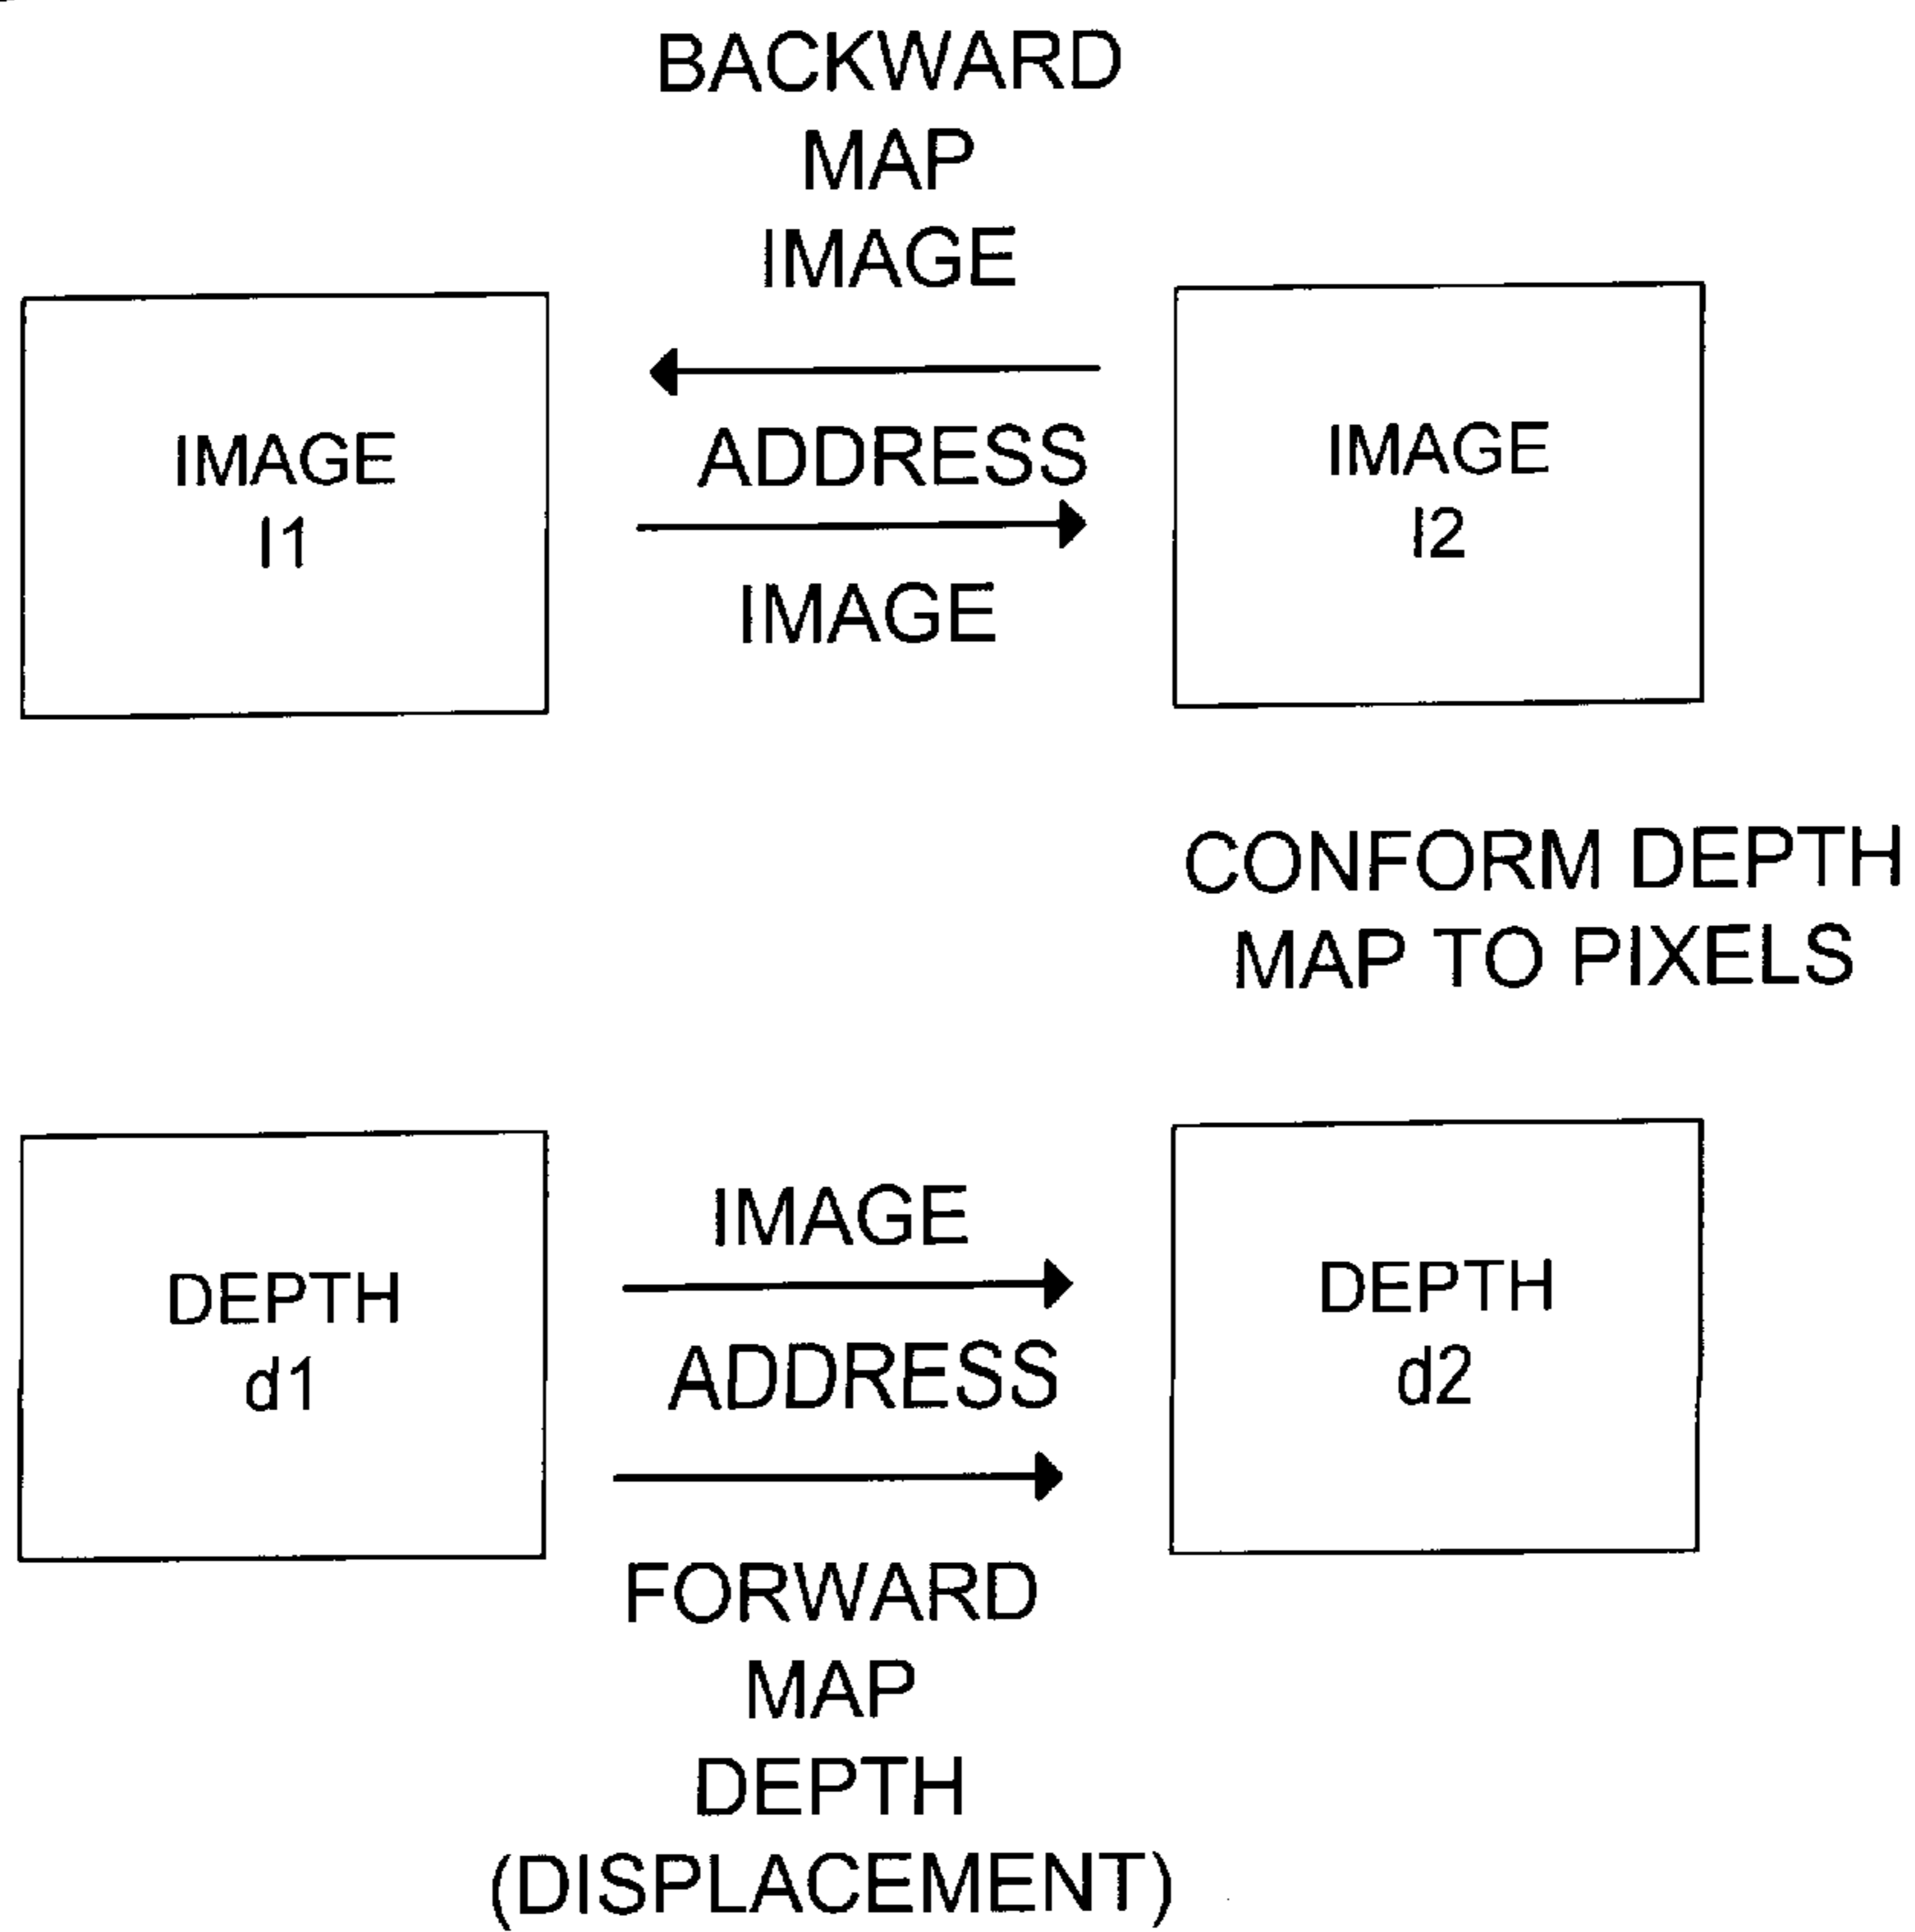 BACKWARD
MAP
IMAGE
IMAGE
I1
ADDRESS
IMAGE
IMAGE
I2
CONFORM DEPTH
MAP TO PIXELS
DEPTH
d1
IMAGE
ADDRESS
DEPTH
d2
FORWARD
MAP
DEPTH
(DISPLACEMENT)